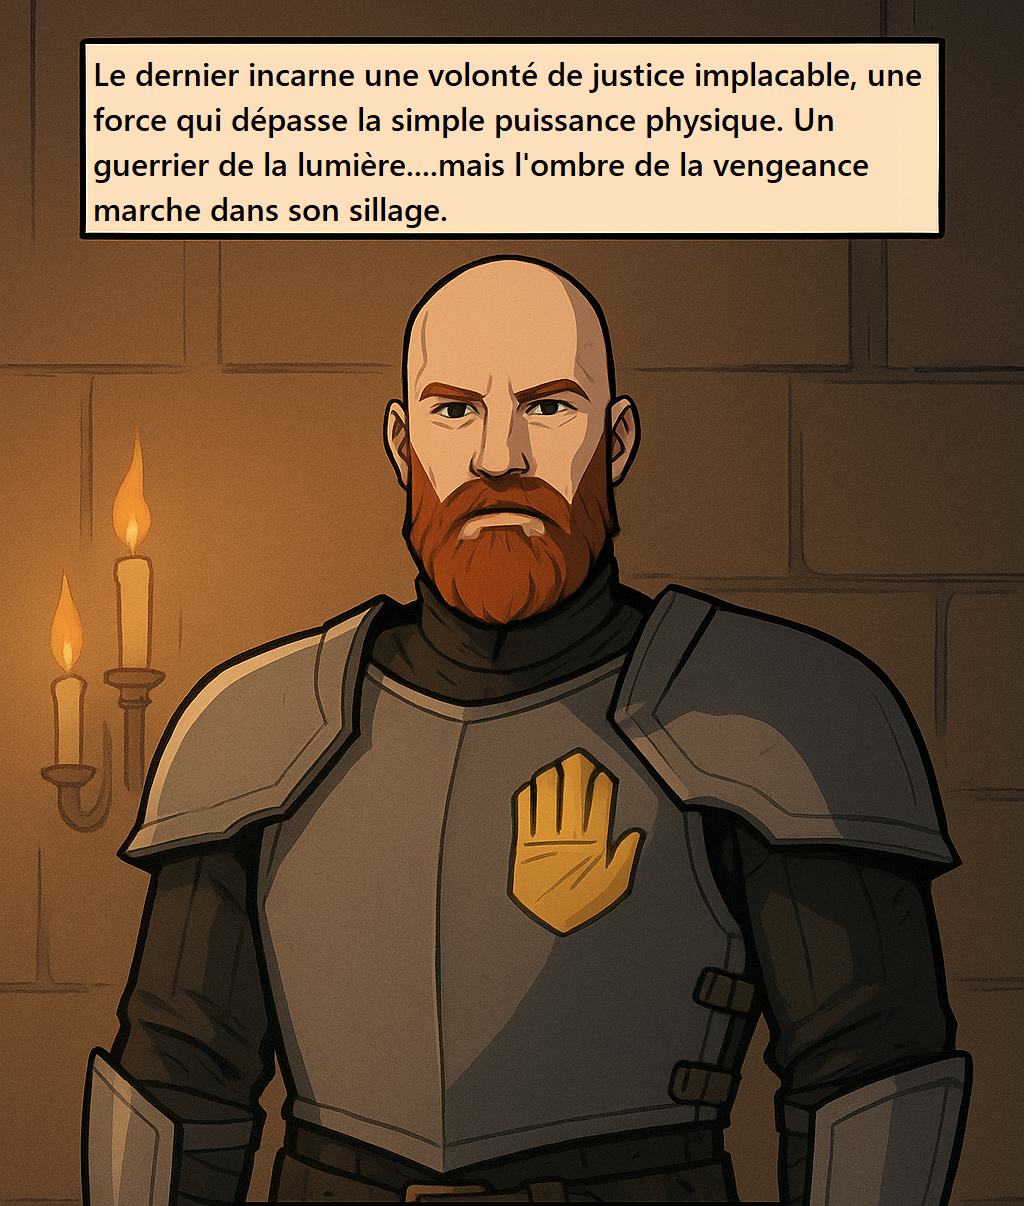 Le dernier incarne une volonté de justice implacable, une
force qui dépasse la simple puissance physique. Un
guerrier de la lumière....mais l'ombre de la vengeance
marche dans son sillage.